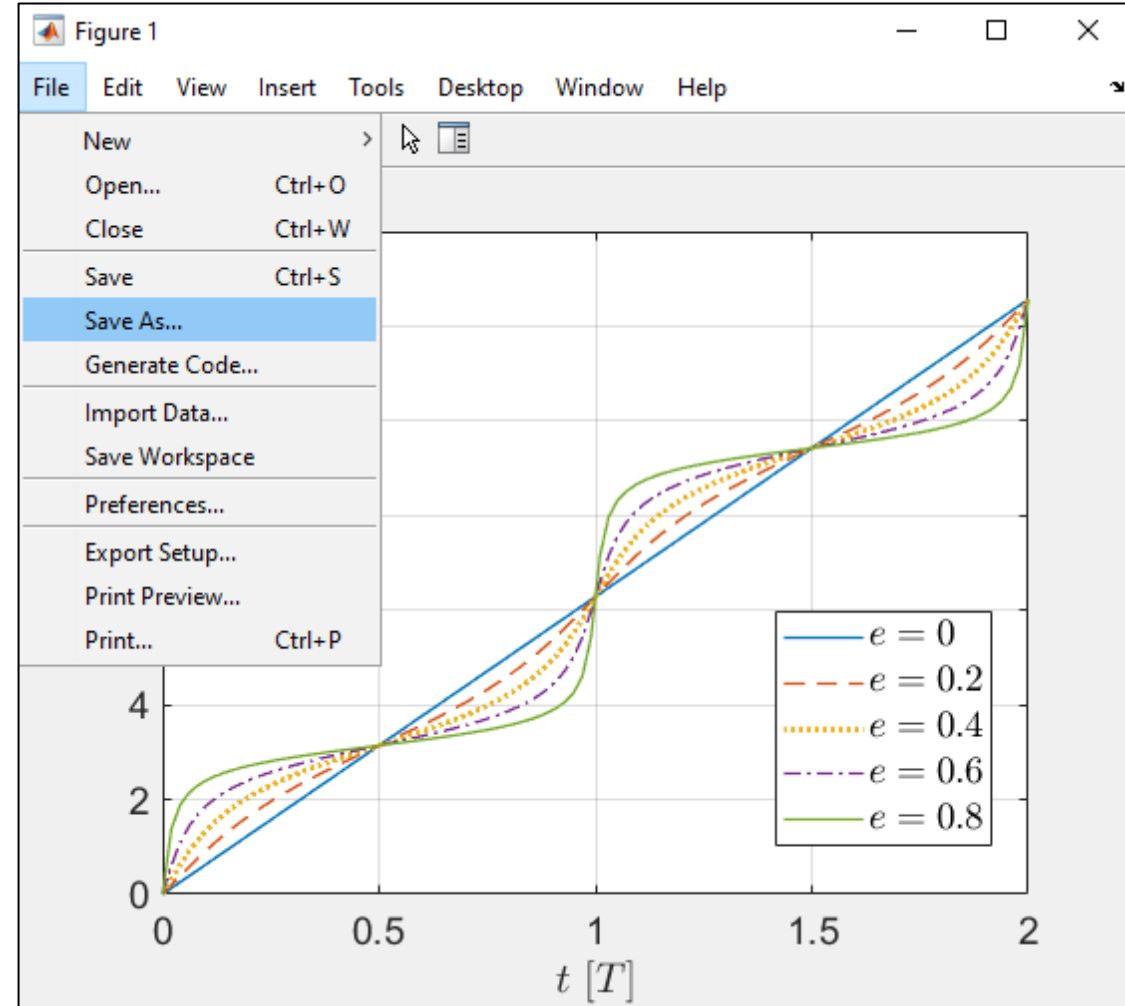 Figure 1
File Edit View Insert Tools Desktop Window Help
New
Open... Ctrl+O
Close Ctrl+W
Save Ctrl+S
Save As...
Generate Code...
Import Data...
Save Workspace
Preferences...
Export Setup...
Print Preview...
Print... Ctrl+P
e = 0
e = 0.2
e = 0.4
e = 0.6
e = 0.8
4
2
0
0 0.5 1 1.5 2
t [T]